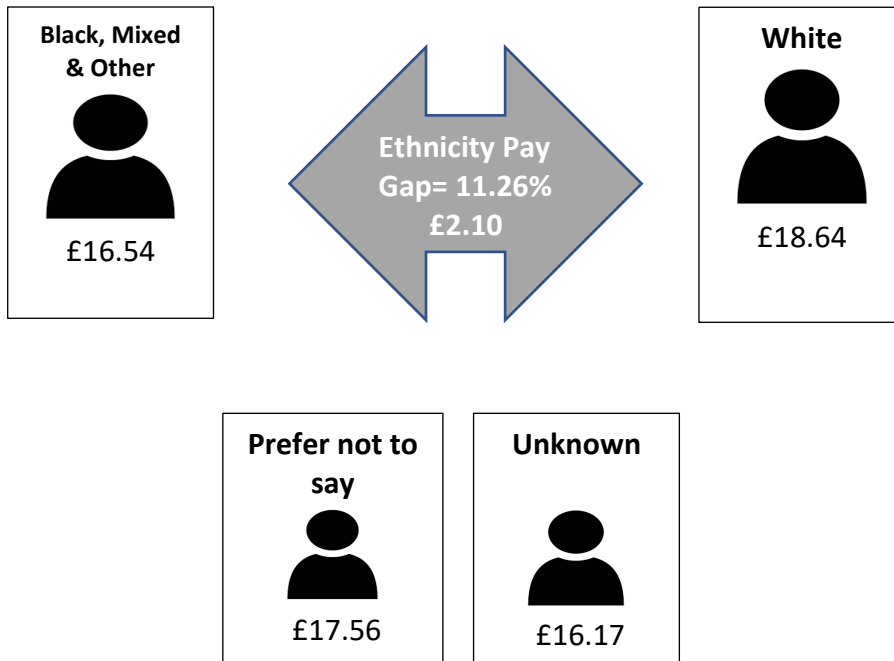 Black, Mixed
& Other
£16.54
Ethnicity Pay
Gap= 11.26%
£2.10
White
£18.64
Prefer not to
say
£17.56
Unknown
£16.17